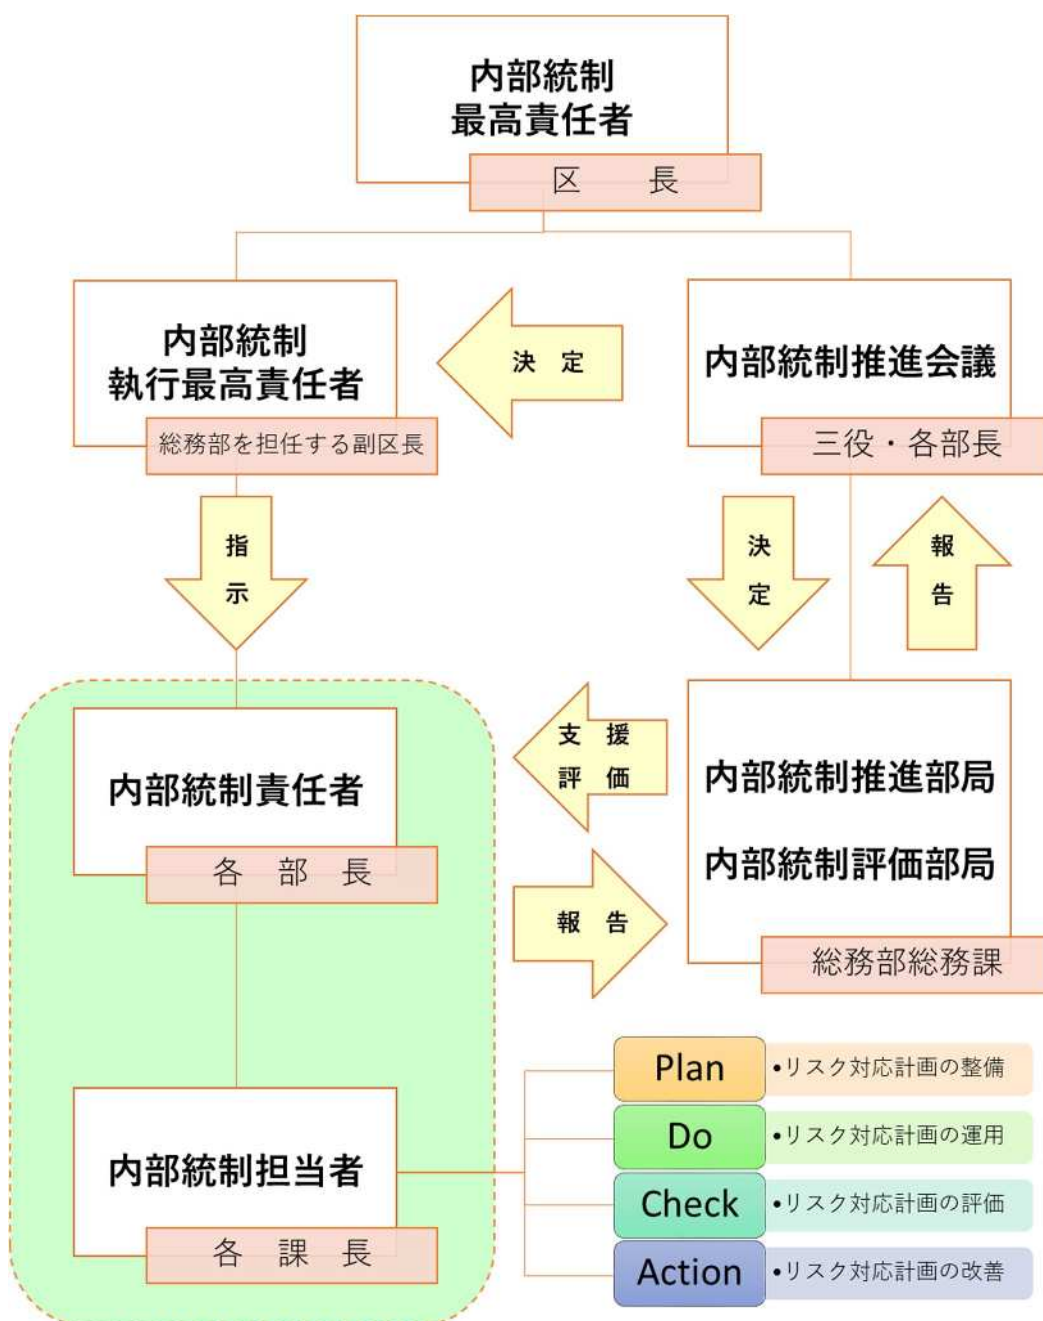 内部統制
最高責任者
区　　長
内部統制
執行最高責任者
総務部を担任する副区長
決　定
内部統制推進会議
三役・各部長
指
示
決
定
報
告
内部統制責任者
各　部　長
支　援
評　価
報　告
内部統制推進部局
内部統制評価部局
総務部総務課
内部統制担当者
各　課　長
Plan
•リスク対応計画の整備
Do
•リスク対応計画の運用
Check
•リスク対応計画の評価
Action
•リスク対応計画の改善